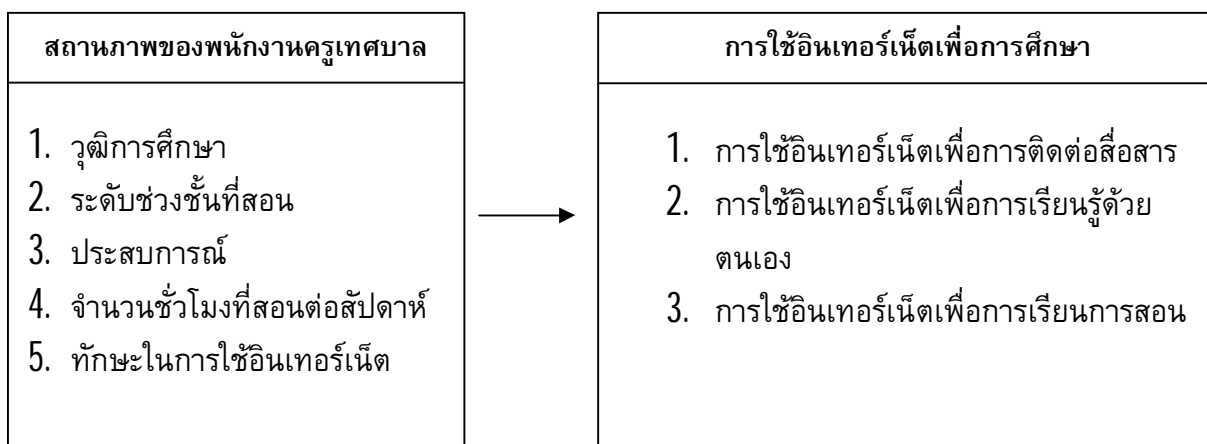 สถานภาพของพนักงานครูเทศบาล
1. วุฒิการศึกษา
2. ระดับช่วงชั้นที่สอน
3. ประสบการณ์
4. จำนวนชั่วโมงที่สอนต่อสัปดาห์
5. ทักษะในการใช้อินเทอร์เน็ต
การใช้อินเทอร์เน็ตเพื่อการศึกษา
1. การใช้อินเทอร์เน็ตเพื่อการติดต่อสื่อสาร
2. การใช้อินเทอร์เน็ตเพื่อการเรียนรู้ด้วย
ตนเอง
3. การใช้อินเทอร์เน็ตเพื่อการเรียนการสอน